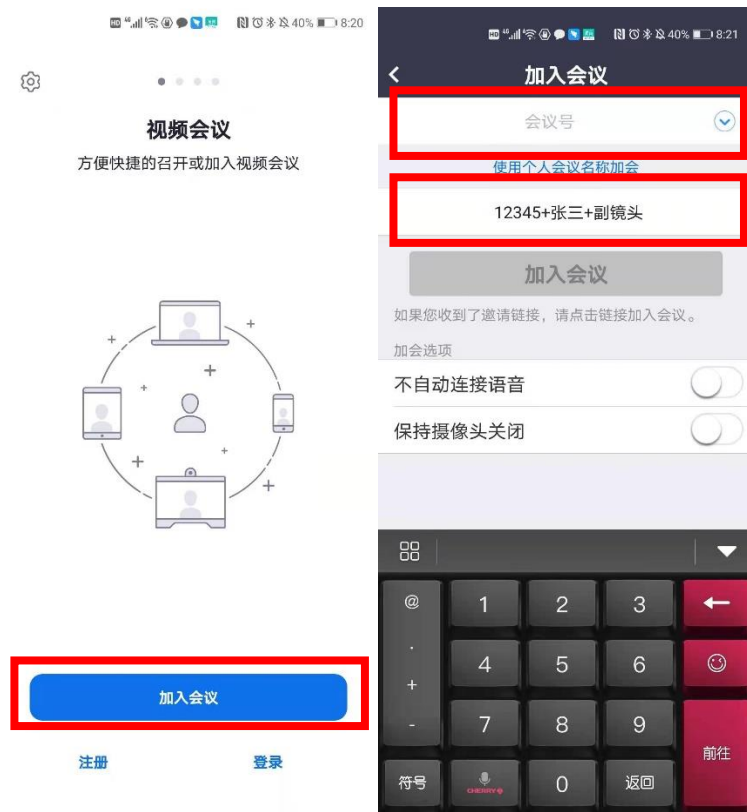 HD 46 40% 8:20
视频会议
方便快捷的召开或加入视频会议
加入会议
注册 登录
HD 46 40% 8:21
加入会议
会议号
使用个人会议名称加会
12345+张三+副镜头
加入会议
如果您收到了邀请链接，请点击链接加入会议。
加会选项
不自动连接语音
保持摄像头关闭
@ 1 2 3
. 4 5 6
+
- 7 8 9
前往
符号 CHERRY 0 返回